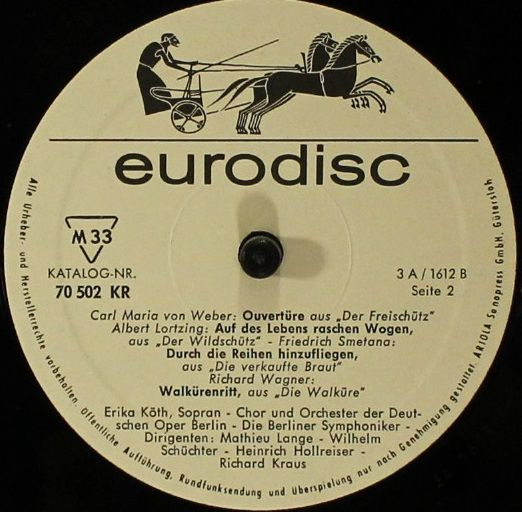 eurodisc
M 33
KATALOG-NR.
70 502 KR
3 A / 1612 B
Seite 2
Carl Maria von Weber: Ouvertüre aus „Der Freischütz"
Albert Lortzing: Auf des Lebens raschen Wogen,
aus „Der Wildschütz" - Friedrich Smetana:
Durch die Reihen hinzufliegen,
aus „Die verkaufte Braut"
Richard Wagner:
Walkürenritt, aus „Die Walküre"
Erika Köth, Sopran - Chor und Orchester der Deut-
schen Oper Berlin - Die Berliner Symphoniker -
Dirigenten: Mathieu Lange - Wilhelm
Schüchter - Heinrich Hollreiser -
Richard Kraus
Alle Urheber- und Herstellerrechte vorbehalten. Öffentliche Aufführung, Rundfunksendung und Überspielung nur nach Genehmigung gestattet. ARIOLA Sonopress GmbH. Gütersloh